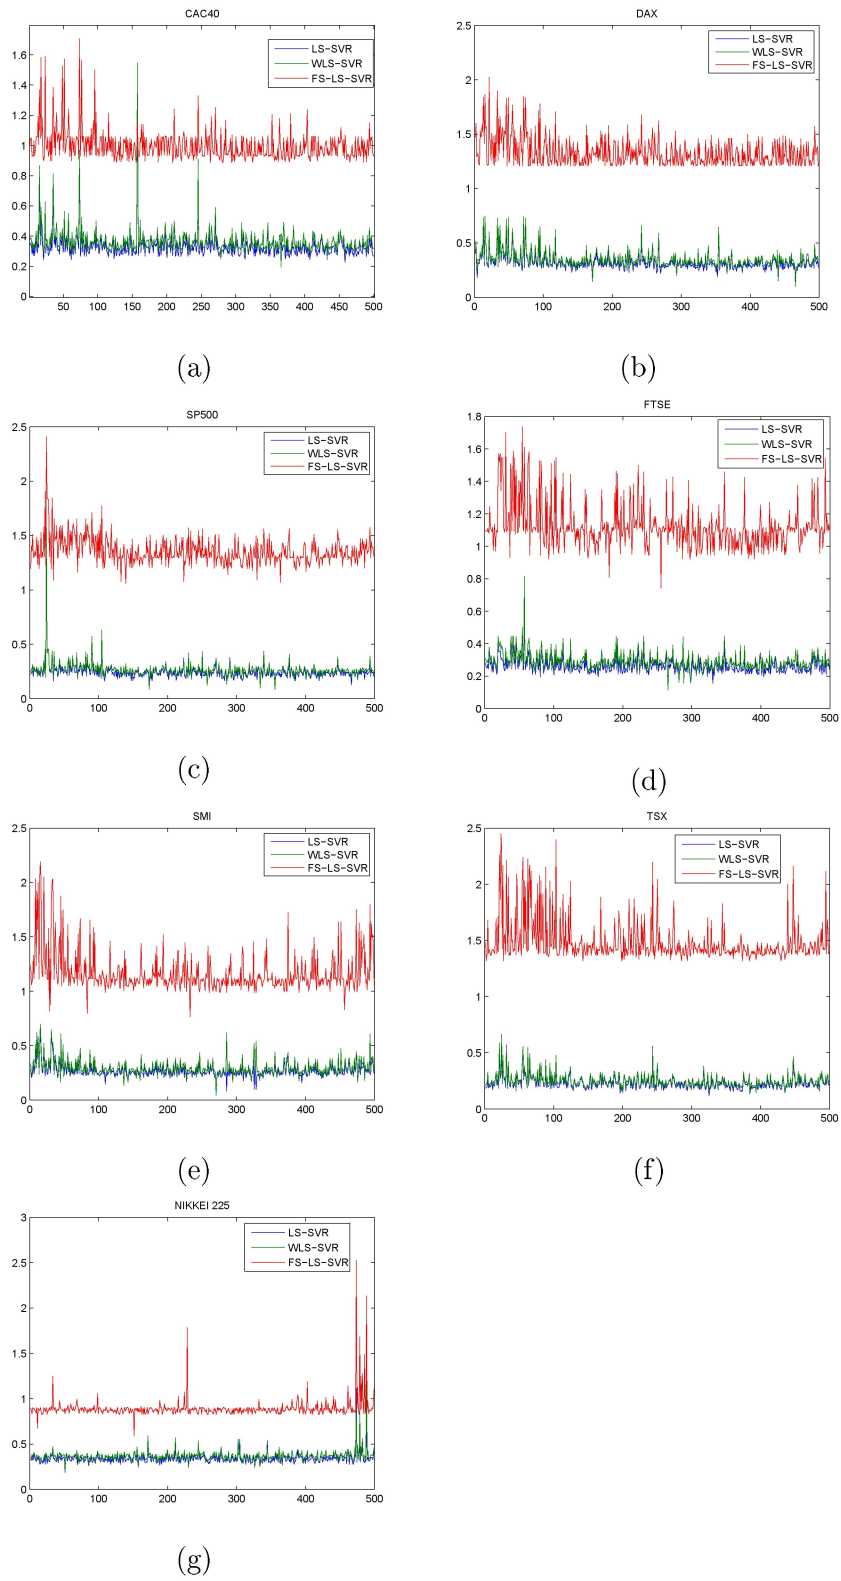 CAC40
LS-SVR
WLS-SVR
FS-LS-SVR
1.6
1.4
1.2
1
0.8
0.6
0.4
0.2
0
50 100 150 200 250 300 350 400 450 500
(a)
DAX
LS-SVR
WLS-SVR
FS-LS-SVR
2.5
2
1.5
1
0.5
0
0 100 200 300 400 500
(b)
SP500
LS-SVR
WLS-SVR
FS-LS-SVR
2.5
2
1.5
1
0.5
0
0 100 200 300 400 500
(c)
FTSE
LS-SVR
WLS-SVR
FS-LS-SVR
1.8
1.6
1.4
1.2
1
0.8
0.6
0.4
0.2
0
0 100 200 300 400 500
(d)
SMI
LS-SVR
WLS-SVR
FS-LS-SVR
2.5
2
1.5
1
0.5
0
0 100 200 300 400 500
(e)
TSX
LS-SVR
WLS-SVR
FS-LS-SVR
2.5
2
1.5
1
0.5
0
0 100 200 300 400 500
(f)
NIKKEI 225
LS-SVR
WLS-SVR
FS-LS-SVR
3
2.5
2
1.5
1
0.5
0
0 100 200 300 400 500
(g)